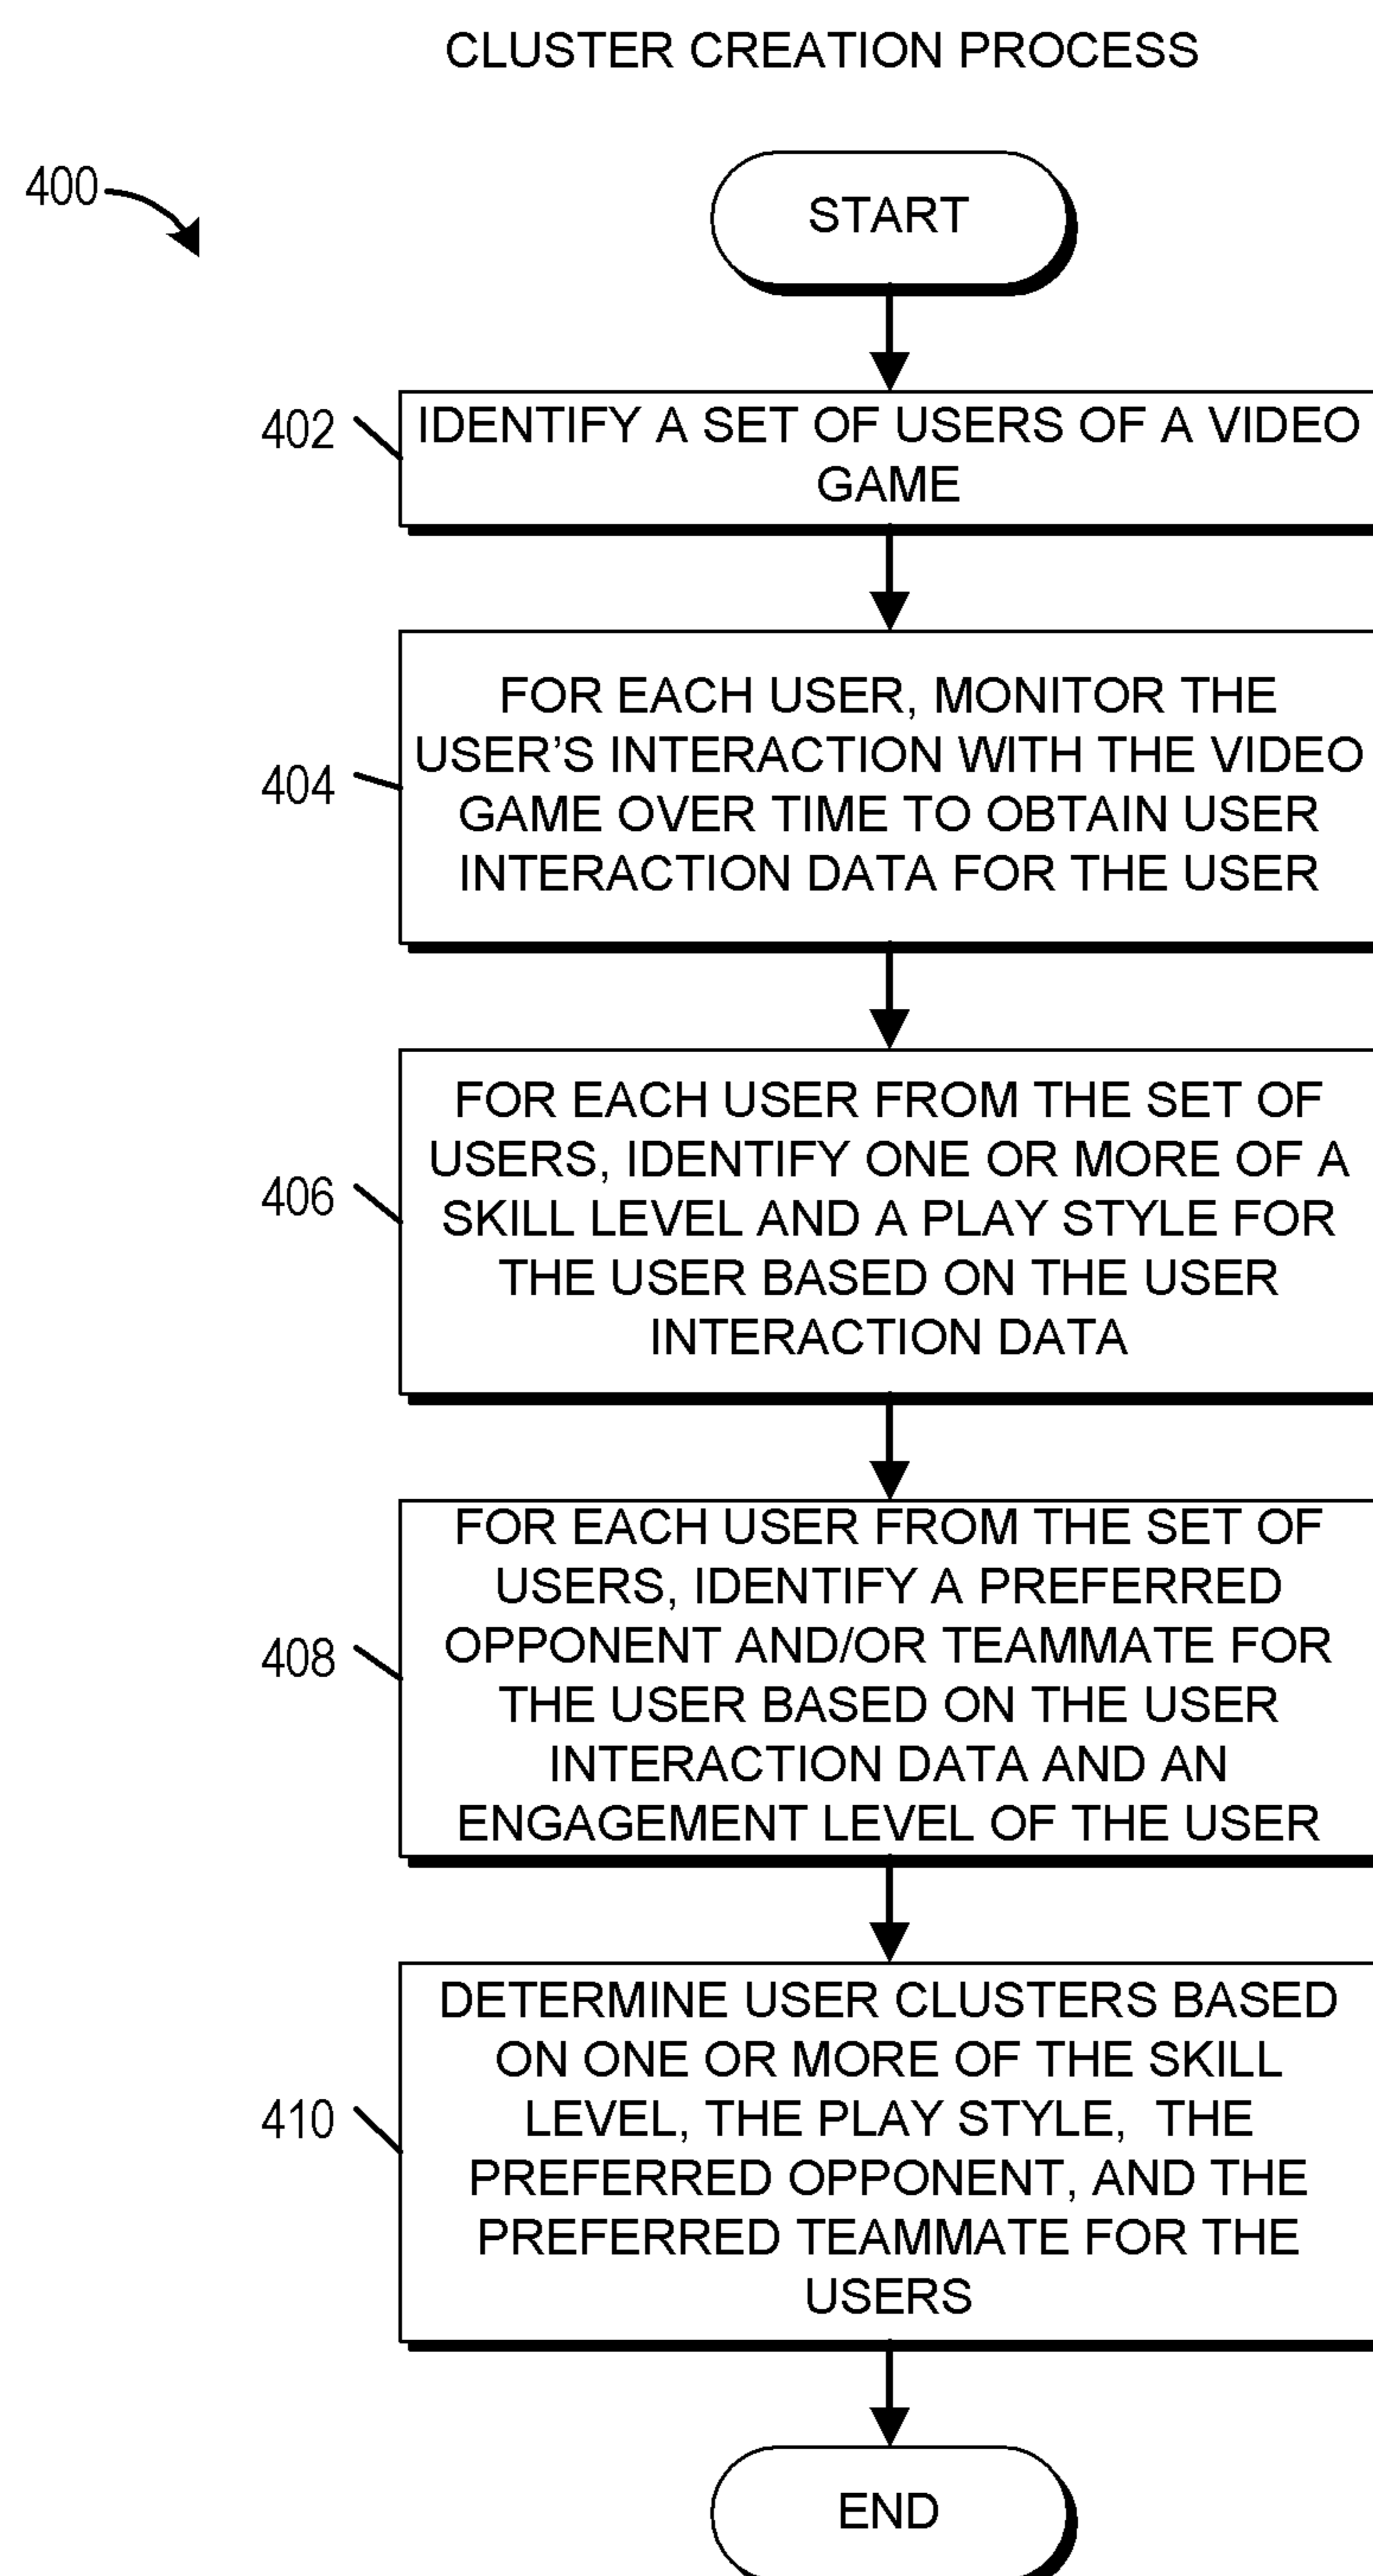 CLUSTER CREATION PROCESS
400
START
402
IDENTIFY A SET OF USERS OF A VIDEO
GAME
404
FOR EACH USER, MONITOR THE
USER’S INTERACTION WITH THE VIDEO
GAME OVER TIME TO OBTAIN USER
INTERACTION DATA FOR THE USER
406
FOR EACH USER FROM THE SET OF
USERS, IDENTIFY ONE OR MORE OF A
SKILL LEVEL AND A PLAY STYLE FOR
THE USER BASED ON THE USER
INTERACTION DATA
408
FOR EACH USER FROM THE SET OF
USERS, IDENTIFY A PREFERRED
OPPONENT AND/OR TEAMMATE FOR
THE USER BASED ON THE USER
INTERACTION DATA AND AN
ENGAGEMENT LEVEL OF THE USER
410
DETERMINE USER CLUSTERS BASED
ON ONE OR MORE OF THE SKILL
LEVEL, THE PLAY STYLE, THE
PREFERRED OPPONENT, AND THE
PREFERRED TEAMMATE FOR THE
USERS
END